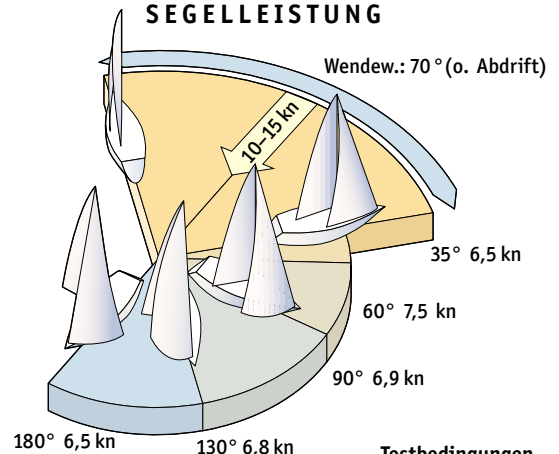 SEGELLEISTUNG
Wendew.: 70° (o. Abdrift)
10–15 kn
35° 6,5 kn
60° 7,5 kn
90° 6,9 kn
130° 6,8 kn
180° 6,5 kn
Testbedingungen